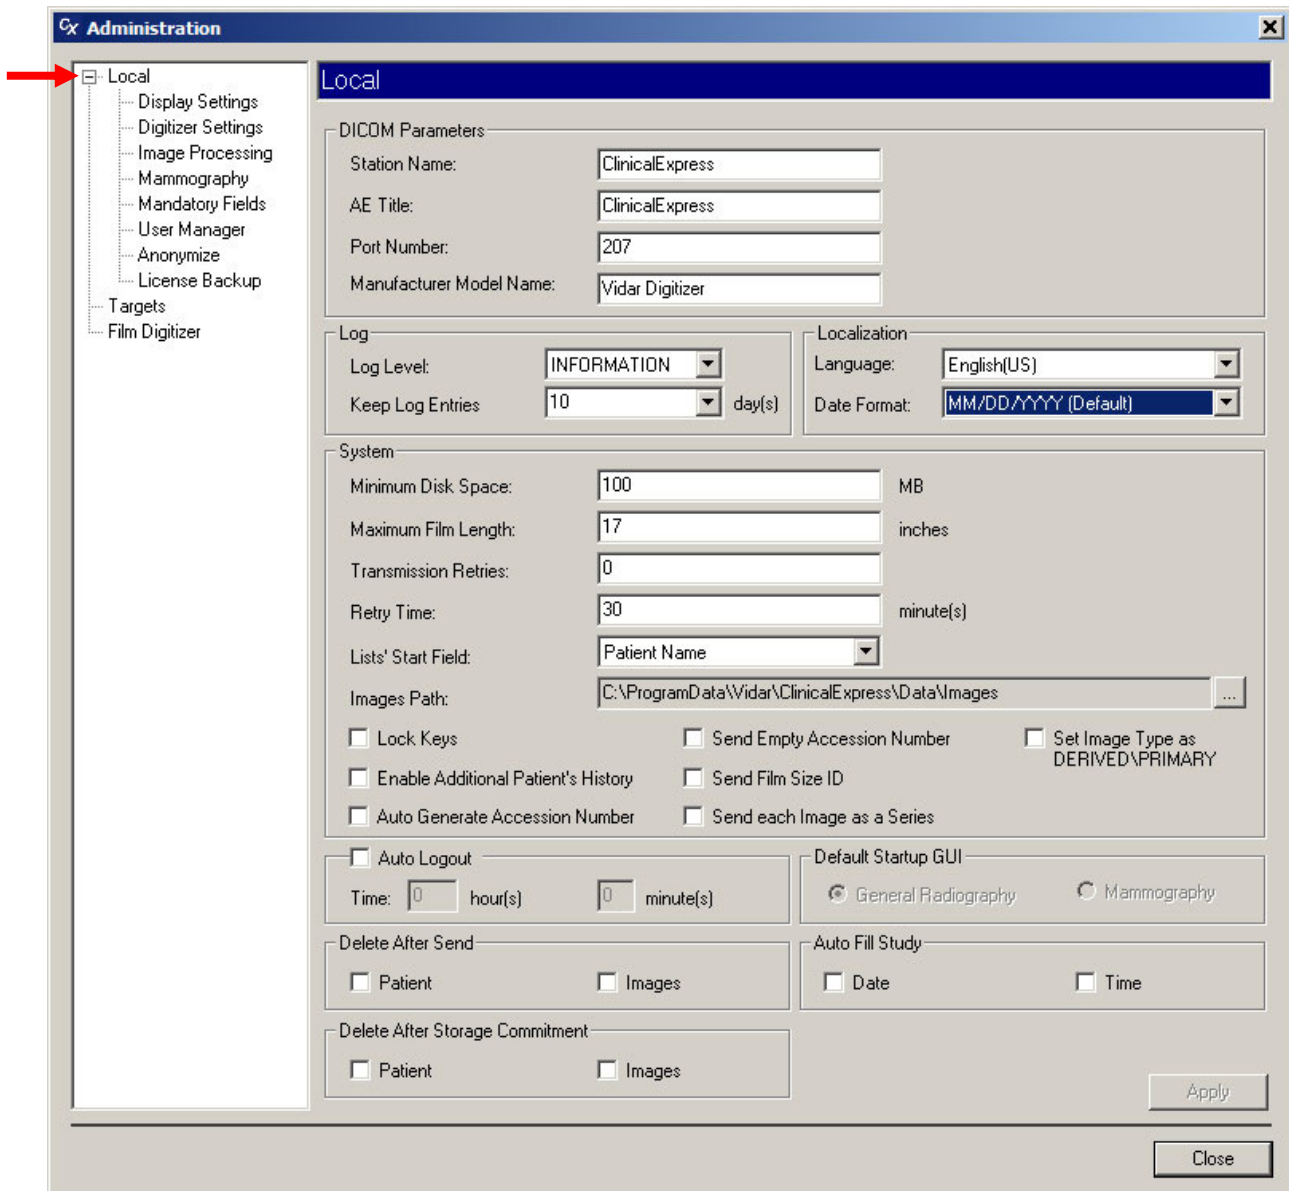 Cx Administration
Local
Display Settings
Digitizer Settings
Image Processing
Mammography
Mandatory Fields
User Manager
Anonymize
License Backup
Targets
Film Digitizer
Local
DICOM Parameters
Station Name: ClinicalExpress
AE Title: ClinicalExpress
Port Number: 207
Manufacturer Model Name: Vidar Digitizer
Log
Log Level: INFORMATION
Keep Log Entries 10 day(s)
Localization
Language: English(US)
Date Format: MM/DD/YYYY (Default)
System
Minimum Disk Space: 100 MB
Maximum Film Length: 17 inches
Transmission Retries: 0
Retry Time: 30 minute(s)
Lists' Start Field: Patient Name
Images Path: C:\ProgramData\Vidar\ClinicalExpress\Data\Images ...
Lock Keys
Send Empty Accession Number
Set Image Type as
DERIVED\PRIMARY
Enable Additional Patient's History
Send Film Size ID
Auto Generate Accession Number
Send each Image as a Series
Auto Logout
Time: 0 hour(s) 0 minute(s)
Default Startup GUI
General Radiography Mammography
Delete After Send
Patient Images
Auto Fill Study
Date Time
Delete After Storage Commitment
Patient Images
Apply
Close